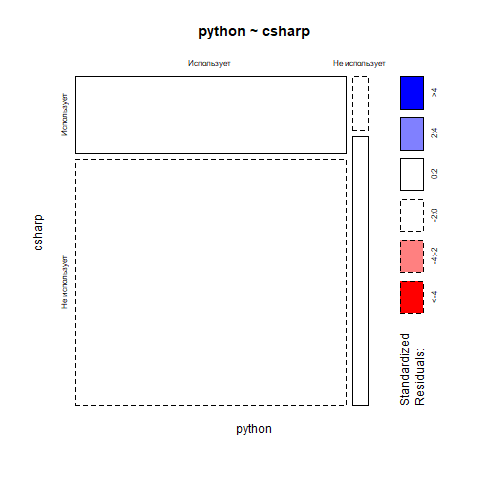 python ~ csharp
Использует
Не использует
Использует
Не использует
csharp
python
>4
2:4
0:2
-2:0
-4:-2
<-4
Standardized
Residuals: